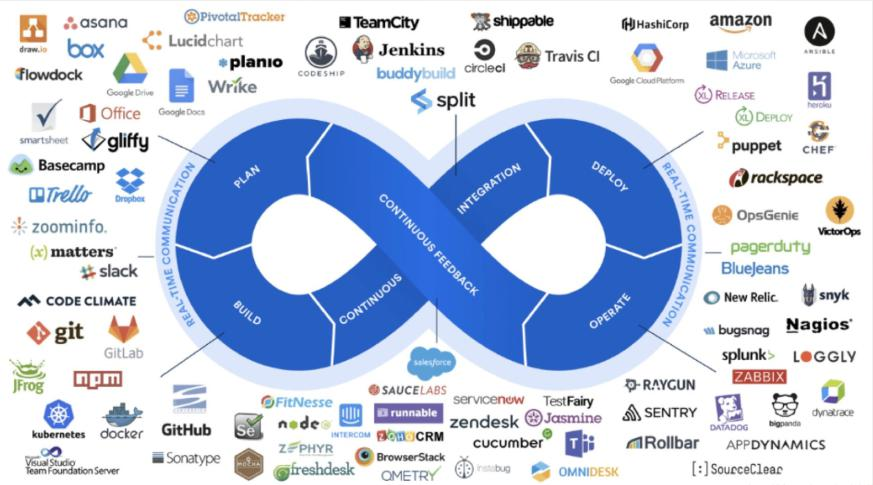 draw.io
asana
PivotalTracker
box
Lucidchart
flowdock
Google Drive
planio
Google Docs
Wrike
TeamCity
shippable
CODESHIP
Jenkins
circleci
Travis CI
buddybuild
HashiCorp
amazon
ANSIBLE
Google Cloud Platform
Microsoft
Azure
XL RELEASE
heroku
XL DEPLOY
split
smartsheet
Office
gliffy
puppet
CHEF
Basecamp
Trello
Dropbox
rackspace
zoominfo.
OpsGenie
VictorOps
(x) matters
pagerduty
slack
BlueJeans
CODE CLIMATE
New Relic.
snyk
git
GitLab
bugsnag
Nagios
splunk>
LOGGLY
JFrog
npm
ZABBIX
PLAN
BUILD
CONTINUOUS
INTEGRATION
CONTINUOUS FEEDBACK
DEPLOY
OPERATE
REAL-TIME COMMUNICATION
REAL-TIME COMMUNICATION
salesforce
SAUCELABS
kubernetes
docker
GitHub
FitNesse
Se
node
INTERCOM
runnable
servicenow
TestFairy
zendesk
Jasmine
RAYGUN
SENTRY
DATADOG
bigpanda
dynatrace
ZOHO CRM
cucumber
T
Rollbar
APPDYNAMICS
Visual Studio
Team Foundation Server
Sonatype
MOCHA
ZEPHYR
freshdesk
BrowserStack
QMETRY
instabug
OMNIDESK
[:]SourceClear